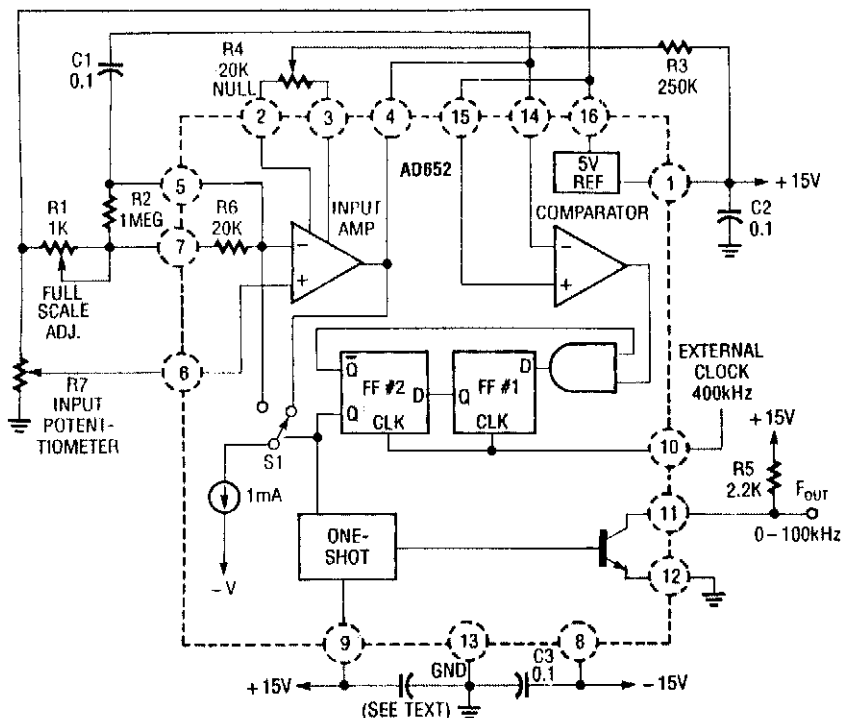 C1
0.1
R4
20K
NULL
R3
250K
2
3
4
15
14
16
AD652
5V
REF
1
+15V
C2
0.1
5
R2
1MEG
R1
1K
7
R6
20K
INPUT
AMP
COMPARATOR
FULL
SCALE
ADJ.
6
R7
INPUT
POTEN-
TIOMETER
−
+
−
+
Q̅
FF #2
D
Q
CLK
D
FF #1
Q
CLK
EXTERNAL
CLOCK
400kHz
10
S1
1mA
−V
ONE-
SHOT
+15V
R5
2.2K
FOUT
11
0−100kHz
12
9
13
8
GND
C3
0.1
+15V
(SEE TEXT)
−15V